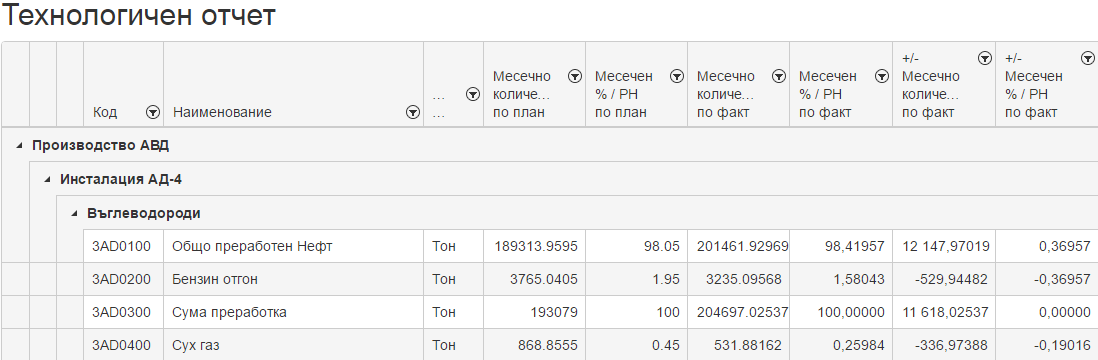 Технологичен отчет
Код
Наименование
...
...
Месечно количе... по план
Месечен % / РН по план
Месечно количе... по факт
Месечен % / РН по факт
+/- Месечно количе... по факт
+/- Месечен % / РН по факт
Производство АВД
Инсталация АД-4
Въглеводороди
3AD0100 Общо преработен Нефт Тон 189313.9595 98.05 201461.92969 98,41957 12 147,97019 0,36957
3AD0200 Бензин отгон Тон 3765.0405 1.95 3235.09568 1,58043 -529,94482 -0,36957
3AD0300 Сума преработка Тон 193079 100 204697.02537 100,00000 11 618,02537 0,00000
3AD0400 Сух газ Тон 868.8555 0.45 531.88162 0,25984 -336,97388 -0,19016